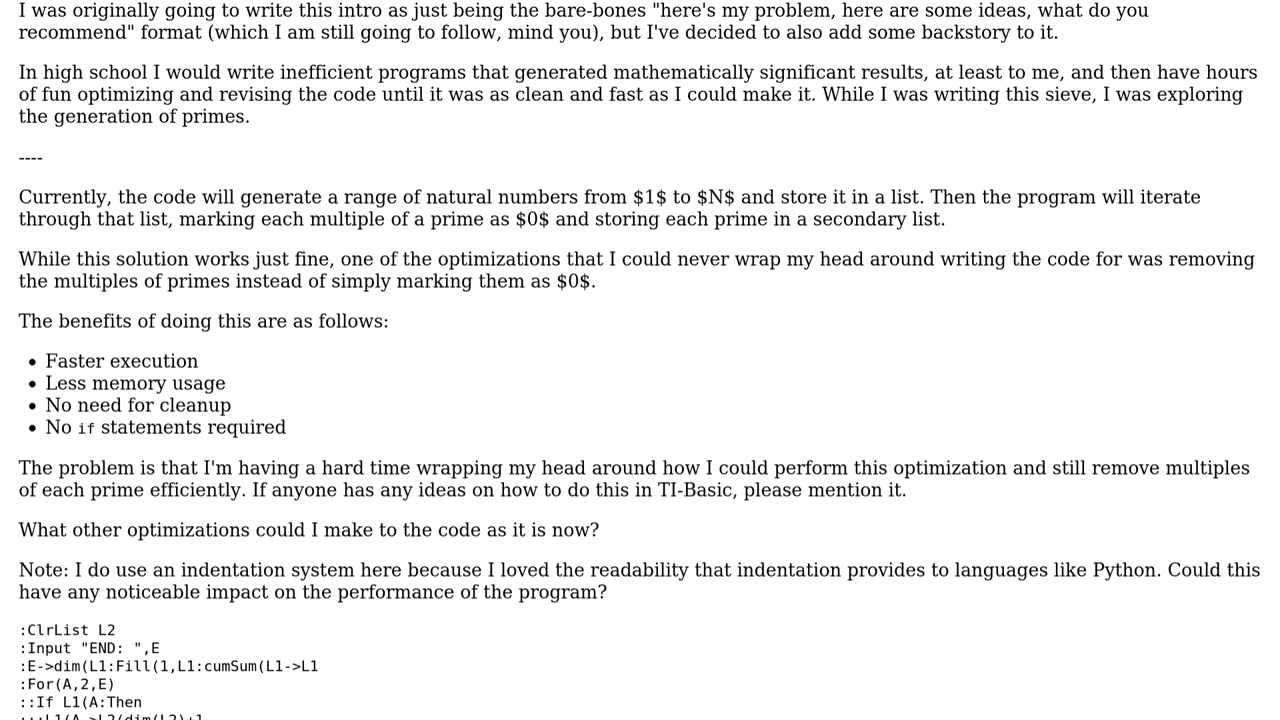 I was originally going to write this intro as just being the bare-bones "here's my problem, here are some ideas, what do you
recommend" format (which I am still going to follow, mind you), but I've decided to also add some backstory to it.
In high school I would write inefficient programs that generated mathematically significant results, at least to me, and then have hours
of fun optimizing and revising the code until it was as clean and fast as I could make it. While I was writing this sieve, I was exploring
the generation of primes.
----
Currently, the code will generate a range of natural numbers from $1$ to $N$ and store it in a list. Then the program will iterate
through that list, marking each multiple of a prime as $0$ and storing each prime in a secondary list.
While this solution works just fine, one of the optimizations that I could never wrap my head around writing the code for was removing
the multiples of primes instead of simply marking them as $0$.
The benefits of doing this are as follows:
• Faster execution
• Less memory usage
• No need for cleanup
• No if statements required
The problem is that I'm having a hard time wrapping my head around how I could perform this optimization and still remove multiples
of each prime efficiently. If anyone has any ideas on how to do this in TI-Basic, please mention it.
What other optimizations could I make to the code as it is now?
Note: I do use an indentation system here because I loved the readability that indentation provides to languages like Python. Could this
have any noticeable impact on the performance of the program?
:ClrList L2
:Input "END: ",E
:E->dim(L1:Fill(1,L1:cumSum(L1->L1
:For(A,2,E)
::If L1(A:Then
:::L1(A->L2(dim(L2)+1